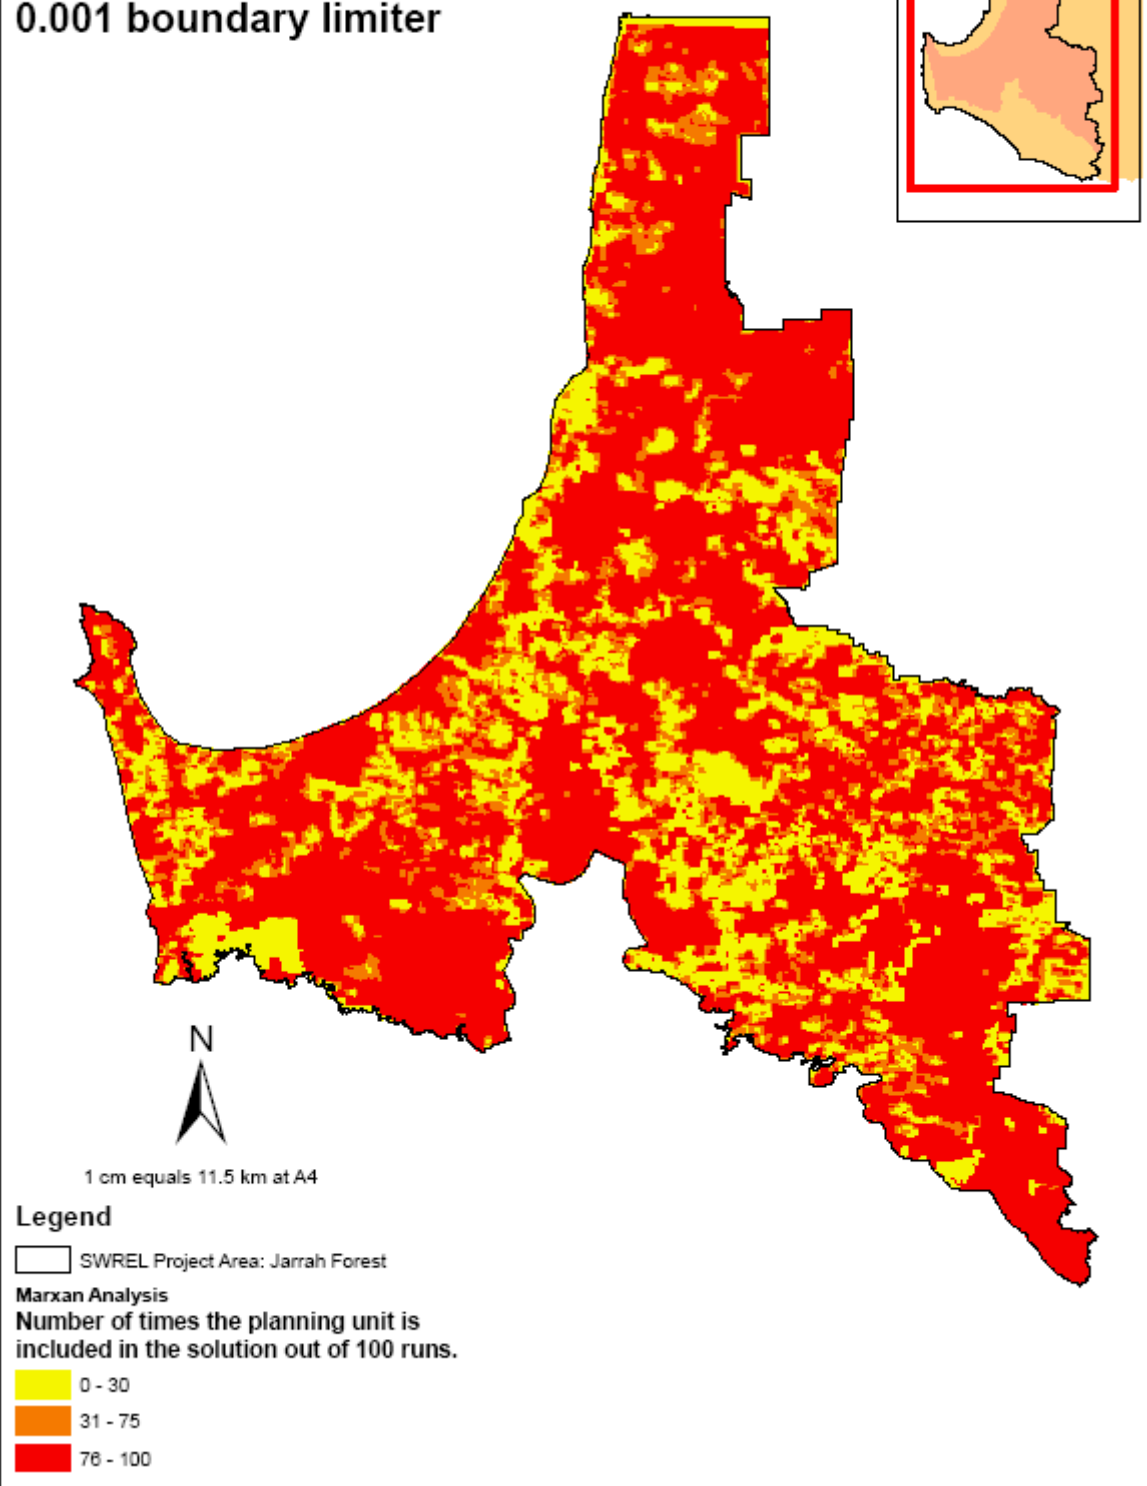 0.001 boundary limiter
N
1 cm equals 11.5 km at A4
Legend
SWREL Project Area: Jarrah Forest
Marxan Analysis
Number of times the planning unit is
included in the solution out of 100 runs.
0 - 30
31 - 75
76 - 100